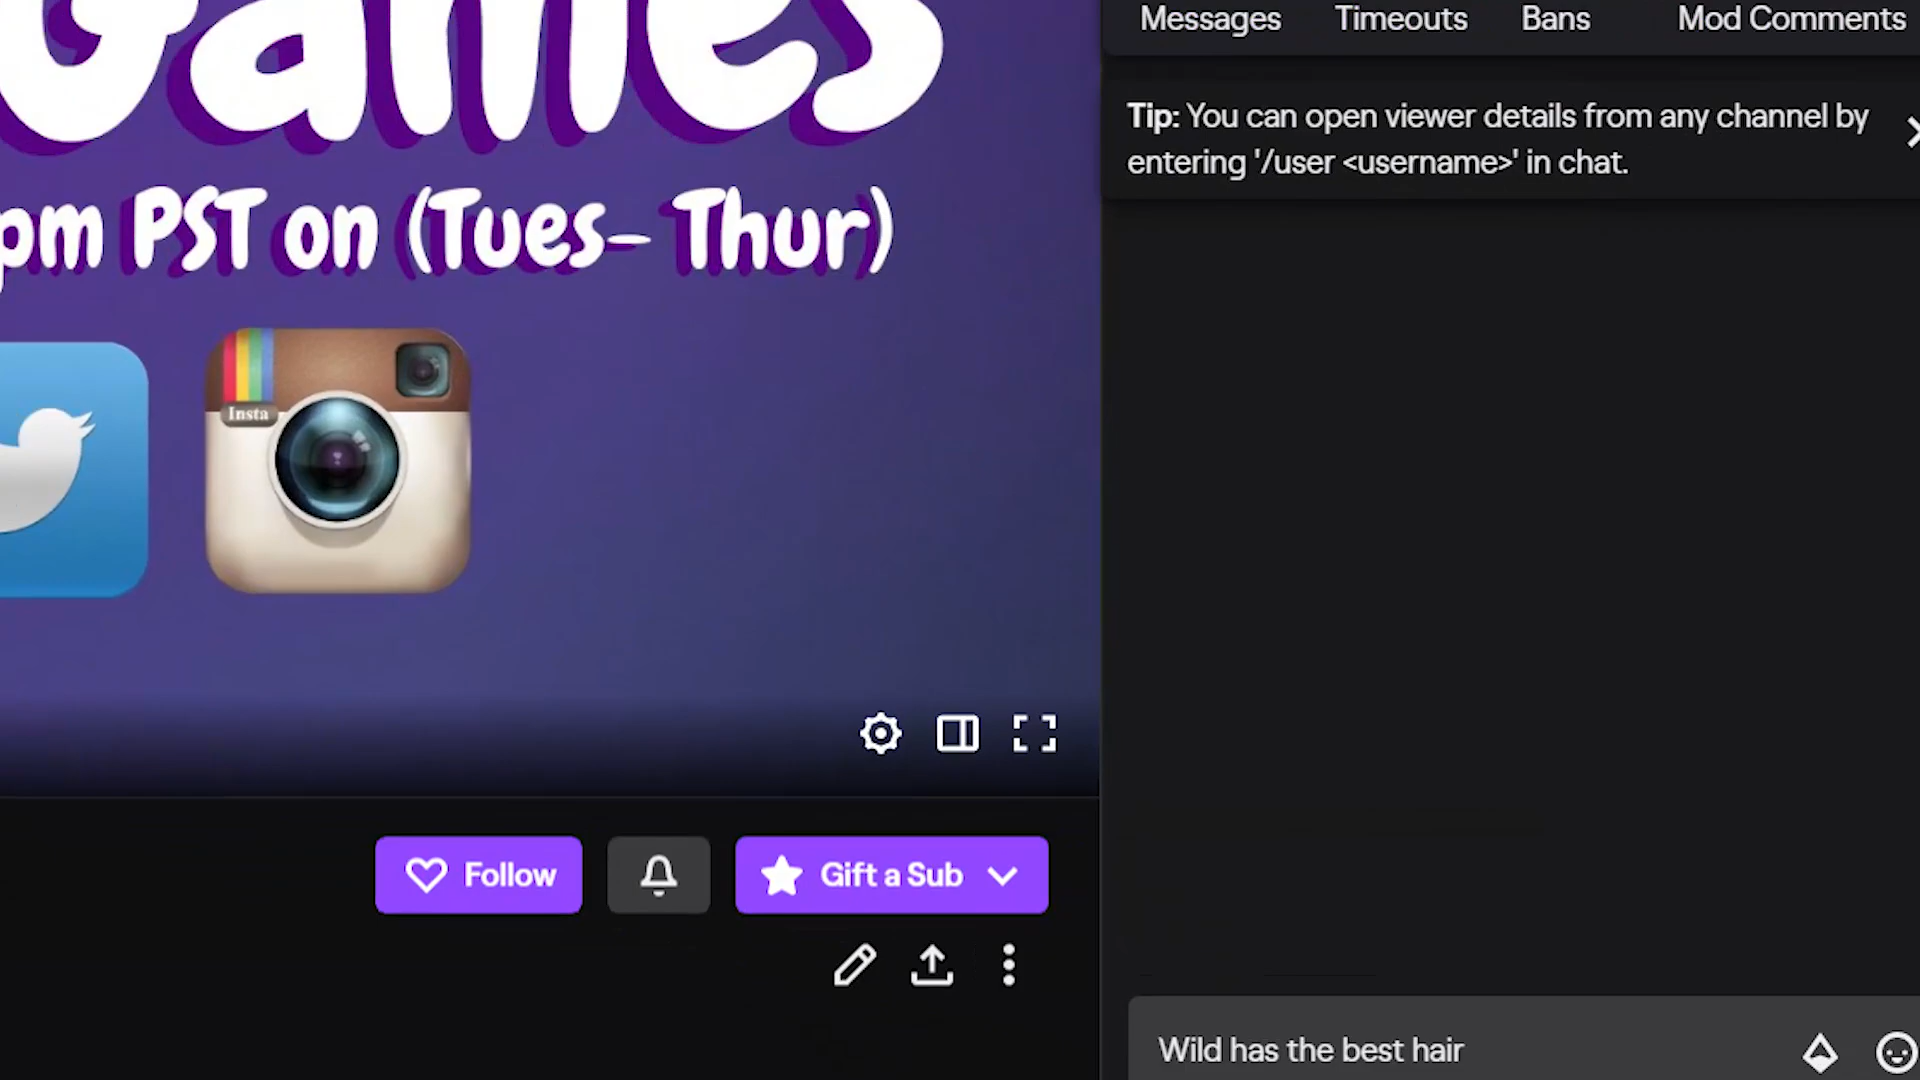 Games
pm PST on (Tues- Thur)
Insta
Follow
Gift a Sub
Messages
Timeouts
Bans
Mod Comments
Tip: You can open viewer details from any channel by
entering '/user <username>' in chat.
Wild has the best hair